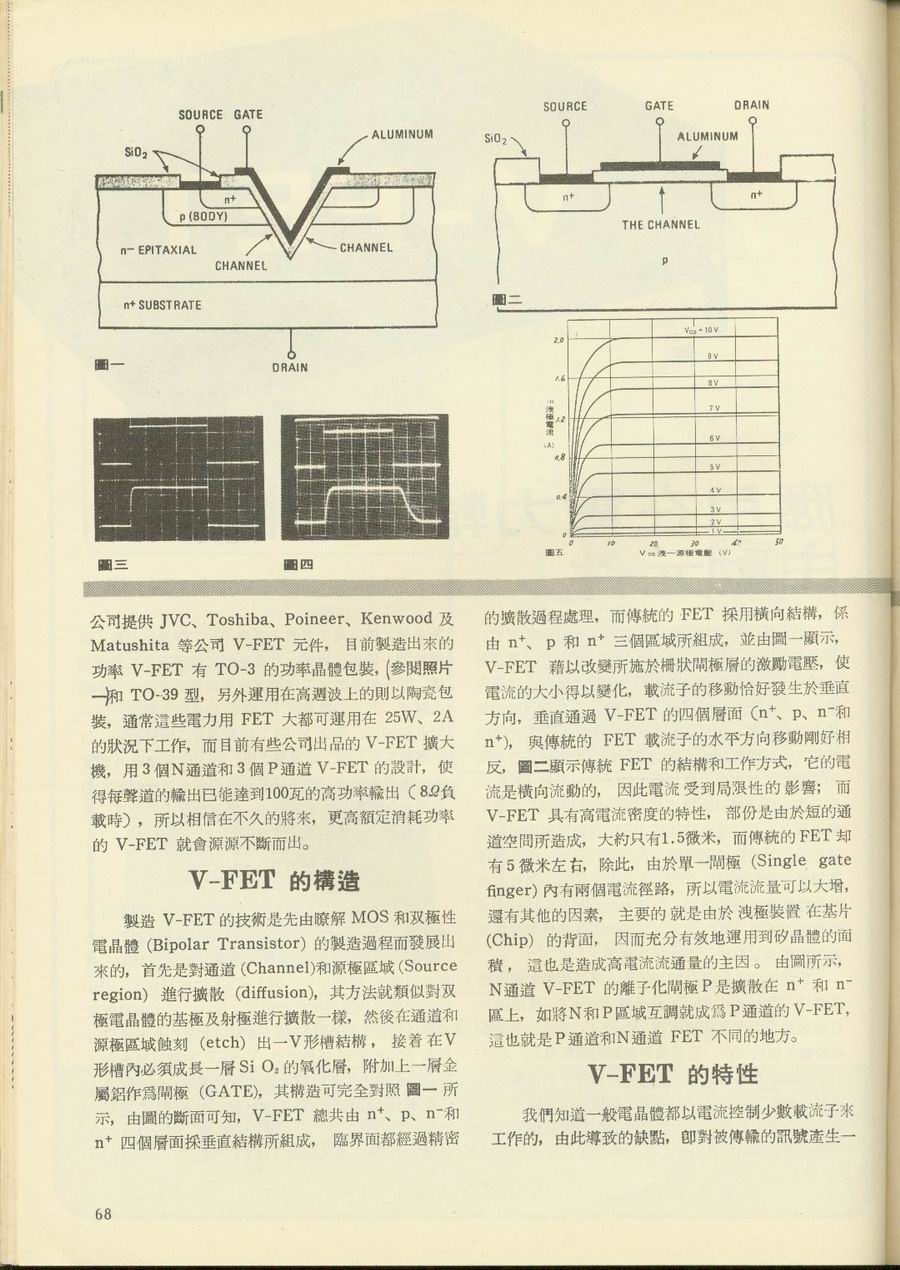 SOURCE GATE
ALUMINUM
SiO₂
n+
p (BODY)
n− EPITAXIAL
CHANNEL
CHANNEL
n+ SUBSTRATE
DRAIN
圖一
SOURCE GATE DRAIN
SiO₂
ALUMINUM
n+ n+
THE CHANNEL
p
圖二
圖三
圖四
VGS = 10 V
9 V
8 V
7 V
6 V
5 V
4 V
3 V
2 V
1 V
2.0
1.6
1.2
0.8
0.4
0
洩極電流
(A)
0 10 20 30 40 50
圖五
VDS 洩一源極電壓 (V)
公司提供 JVC、Toshiba、Poineer、Kenwood 及
Matushita 等公司 V-FET 元件， 目前製造出來的
功率 V-FET 有 TO-3 的功率晶體包裝，(參閱照片
一)和 TO-39 型，另外運用在高週波上的則以陶瓷包
裝，通常這些電力用 FET 大都可運用在 25W、2A
的狀況下工作，而目前有些公司出品的 V-FET 擴大
機，用3個N通道和3個P通道 V-FET 的設計，使
得每聲道的輸出已能達到100瓦的高功率輸出（8Ω負
載時），所以相信在不久的將來，更高額定消耗功率
的 V-FET 就會源源不斷而出。
V-FET 的構造
製造 V-FET 的技術是先由瞭解 MOS 和双極性
電晶體 (Bipolar Transistor) 的製造過程而發展出
來的，首先是對通道 (Channel)和源極區域 (Source
region) 進行擴散 (diffusion)，其方法就類似對双
極電晶體的基極及射極進行擴散一樣，然後在通道和
源極區域蝕刻 (etch) 出一V形槽結構，接着在V
形槽內必須成長一層 Si O₂ 的氧化層，附加上一層金
屬鋁作爲閘極 (GATE)，其構造可完全對照 圖一 所
示，由圖的斷面可知，V-FET 總共由 n⁺、p、n⁻和
n⁺ 四個層面採垂直結構所組成， 臨界面都經過精密
的擴散過程處理，而傳統的 FET 採用橫向結構，係
由 n⁺、 p 和 n⁺ 三個區域所組成，並由圖一顯示，
V-FET 藉以改變所施於柵狀閘極層的激勵電壓，使
電流的大小得以變化，載流子的移動恰好發生於垂直
方向，垂直通過 V-FET 的四個層面（n⁺、p、n⁻和
n⁺)， 與傳統的 FET 載流子的水平方向移動剛好相
反，圖二顯示傳統 FET 的結構和工作方式，它的電
流是橫向流動的， 因此電流 受到局限性的 影響； 而
V-FET 具有高電流密度的特性， 部份是由於短的通
道空間所造成，大約只有1.5微米，而傳統的 FET 却
有 5 微米左右，除此，由於單一閘極 (Single gate
finger) 內有兩個電流徑路，所以電流流量可以大增，
還有其他的因素， 主要的 就是由於 洩極裝置 在基片
(Chip) 的背面， 因而充分有效地運用到矽晶體的面
積， 這也是造成高電流流通量的主因。 由圖所示，
N通道 V-FET 的離子化閘極 P 是擴散在 n⁺ 和 n⁻
區上，如將N和P區域互調就成爲 P通道的 V-FET,
這也就是P通道和N通道 FET 不同的地方。
V-FET 的特性
我們知道一般電晶體都以電流控制少數載流子來
工作的，由此導致的缺點，卽對被傳輸的訊號產生一
68